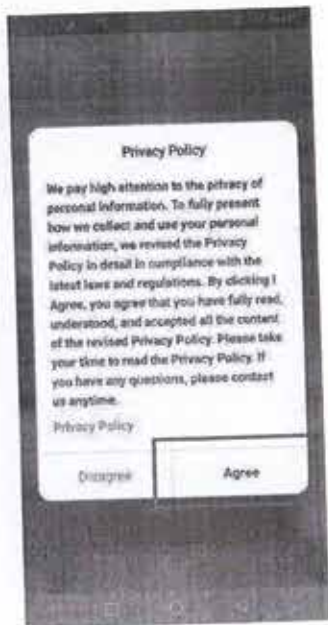 Privacy Policy
We pay high attention to the privacy of
personal information. To fully present
how we collect and use your personal
information, we revised the Privacy
Policy in detail in compliance with the
latest laws and regulations. By clicking I
Agree, you agree that you have fully read,
understood, and accepted all the content
of the revised Privacy Policy. Please take
your time to read the Privacy Policy. If
you have any questions, please contact
us anytime.
Privacy Policy
Disagree
Agree